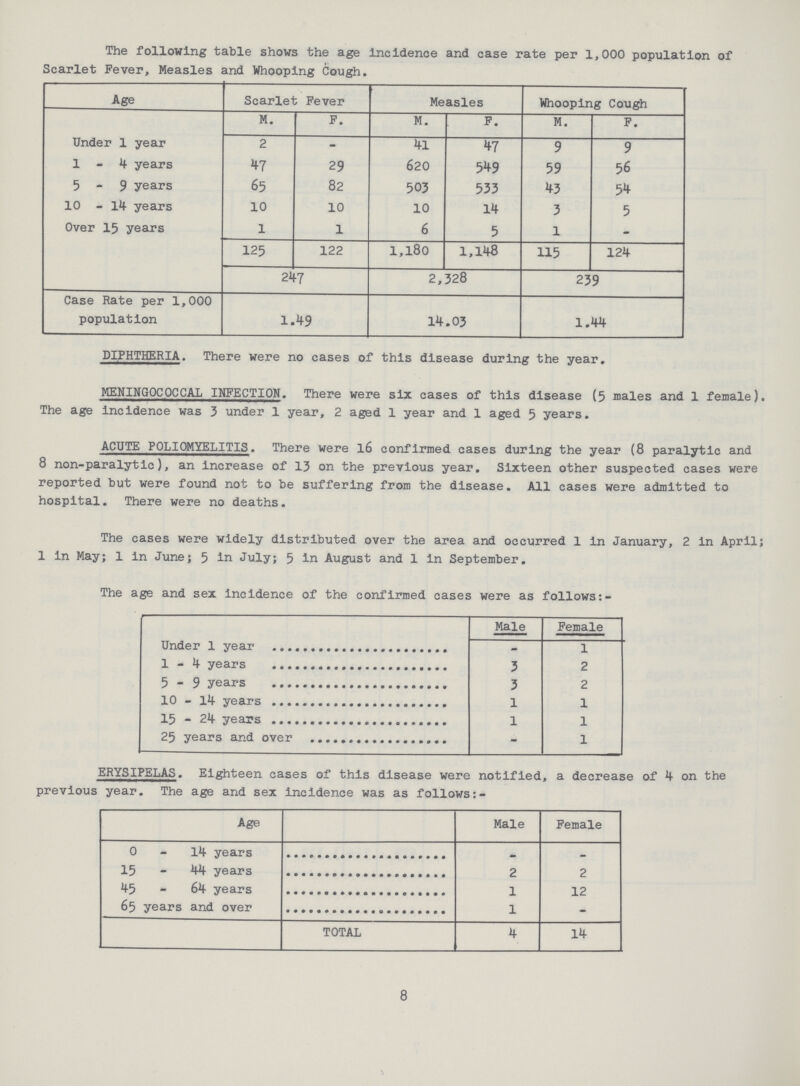 The following table shows the age incidence and case rate per 1,000 population of
Scarlet Fever, Measles and Whooping Cough.
Age Scarlet Fever Measles Whooping Cough
M. F. M. F. M. F.
Under 1 year 2 - 41 47 9 9
1 - 4 years 47 29 620 549 59 56
5 - 9 years 65 82 503 533 43 54
10 - 14 years 10 10 10 14 3 5
Over 15 years 1 1 6 5 1 -
125 122 1,180 1,148 115 124
247 2,328 239
Case Rate per 1,000
population 1.49 14.03 1.44
DIPHTHERIA. There were no cases of this disease during the year.
MENINGOCOCCAL INFECTION. There were six cases of this disease (5 males and 1 female).
The age incidence was 3 under 1 year, 2 aged 1 year and 1 aged 5 years.
ACUTE POLIOMYELITIS. There were 16 confirmed cases during the year (8 paralytic and
8 non-paralytic), an increase of 13 on the previous year. Sixteen other suspected cases were
reported but were found not to be suffering from the disease. All cases were admitted to
hospital. There were no deaths.
The cases were widely distributed over the area and occurred 1 in January, 2 in April;
1 in May; 1 in June; 5 in July; 5 in August and 1 in September.
The age and sex incidence of the confirmed cases were as follows:-
Male Female
Under 1 year ........................ - 1
1 - 4 years ........................ 3 2
5 - 9 years ........................ 3 2
10 - 14 years ........................ 1 1
15 - 24 years ........................ 1 1
25 years and over .................. - 1
ERYSIPELAS. Eighteen cases of this disease were notified, a decrease of 4 on the
previous year. The age and sex incidence was as follows:-
Age Male Female
0 - 14 years ...................... - -
15 - 44 years ...................... 2 2
45 - 64 years ...................... 1 12
65 years and over ...................... 1 -
TOTAL 4 14
8